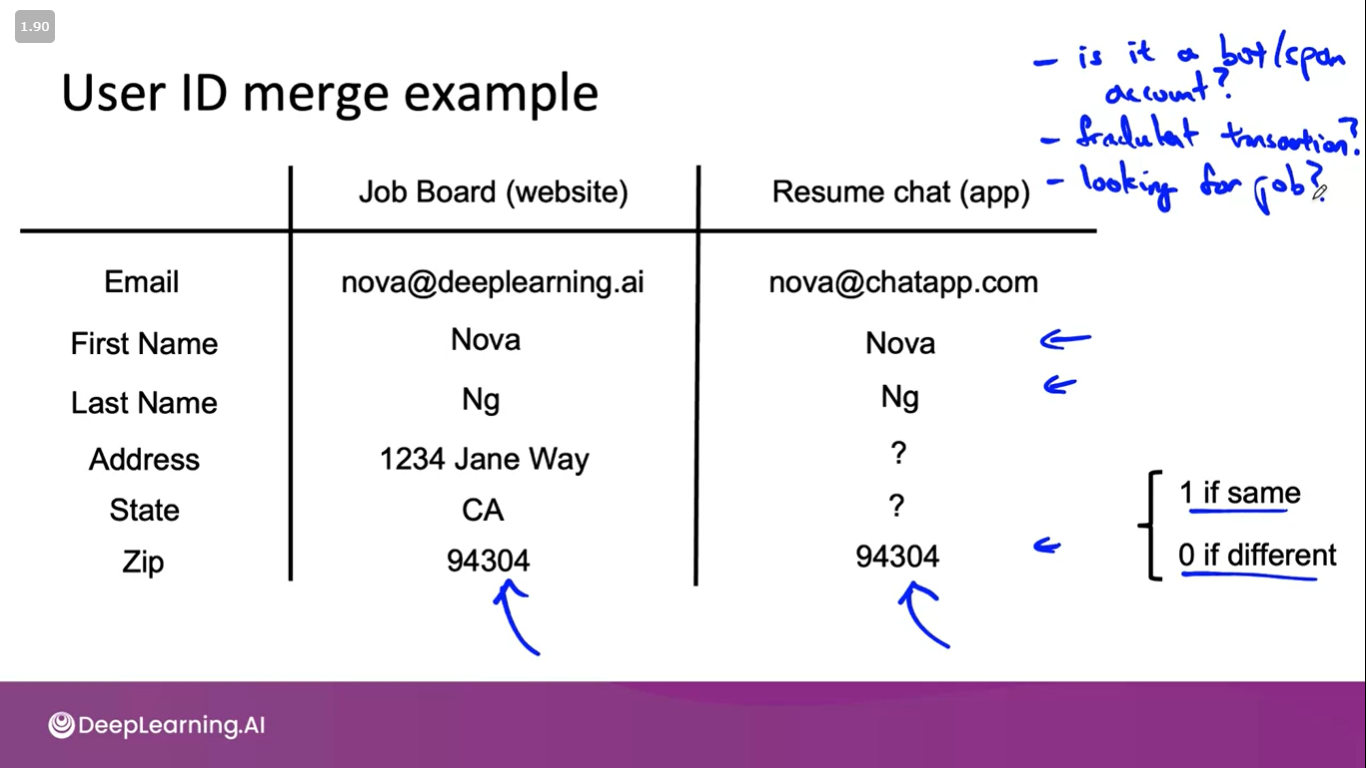 1.90
- is it a bot/spam
account?
User ID merge example
- fradulent transaction?
- looking for job?
Job Board (website) Resume chat (app)
Email nova@deeplearning.ai nova@chatapp.com
First Name Nova Nova
Last Name Ng Ng
Address 1234 Jane Way ?
State CA ?
1 if same
Zip 94304 94304
0 if different
DeepLearning.AI